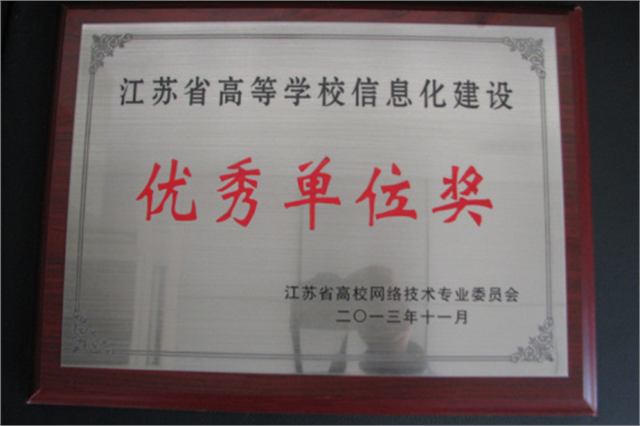 江苏省高等学校信息化建设
优秀单位奖
江苏省高校网络技术专业委员会
二〇一三年十一月